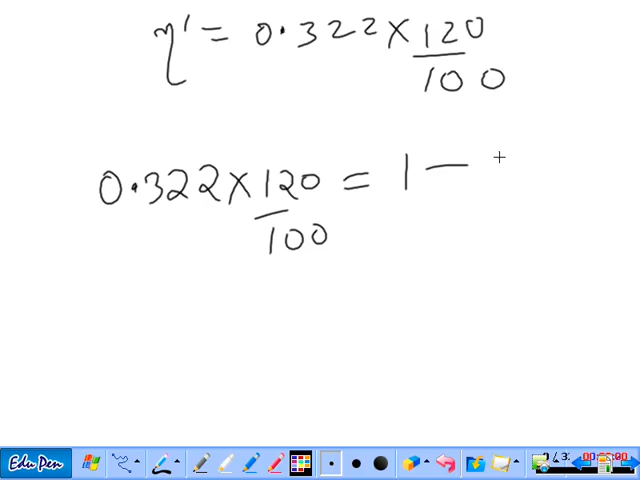 η' = 0.322 × 120/100
0.322 × 120/100 = 1 —
Edu Pen